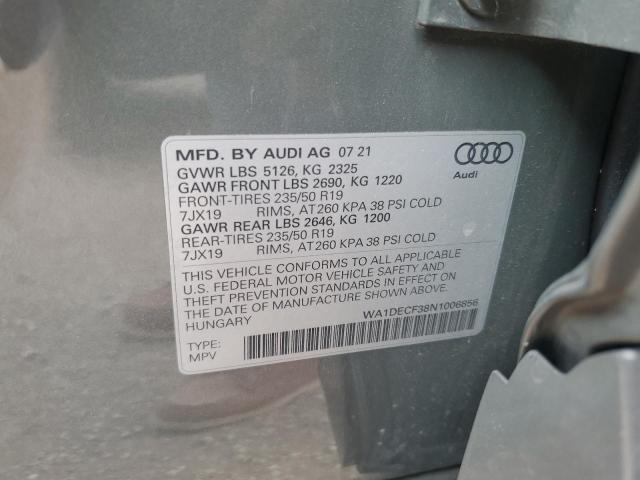 MFD. BY AUDI AG 07 21
GVWR LBS 5126, KG 2325
GAWR FRONT LBS 2690, KG 1220
FRONT-TIRES 235/50 R19
7JX19 RIMS, AT 260 KPA 38 PSI COLD
GAWR REAR LBS 2646, KG 1200
REAR-TIRES 235/50 R19
7JX19 RIMS, AT 260 KPA 38 PSI COLD
Audi
THIS VEHICLE CONFORMS TO ALL APPLICABLE
U.S. FEDERAL MOTOR VEHICLE SAFETY AND
THEFT PREVENTION STANDARDS IN EFFECT ON
THE DATE OF MANUFACTURE SHOWN ABOVE.
HUNGARY
WA1DECF38N1006856
TYPE:
MPV